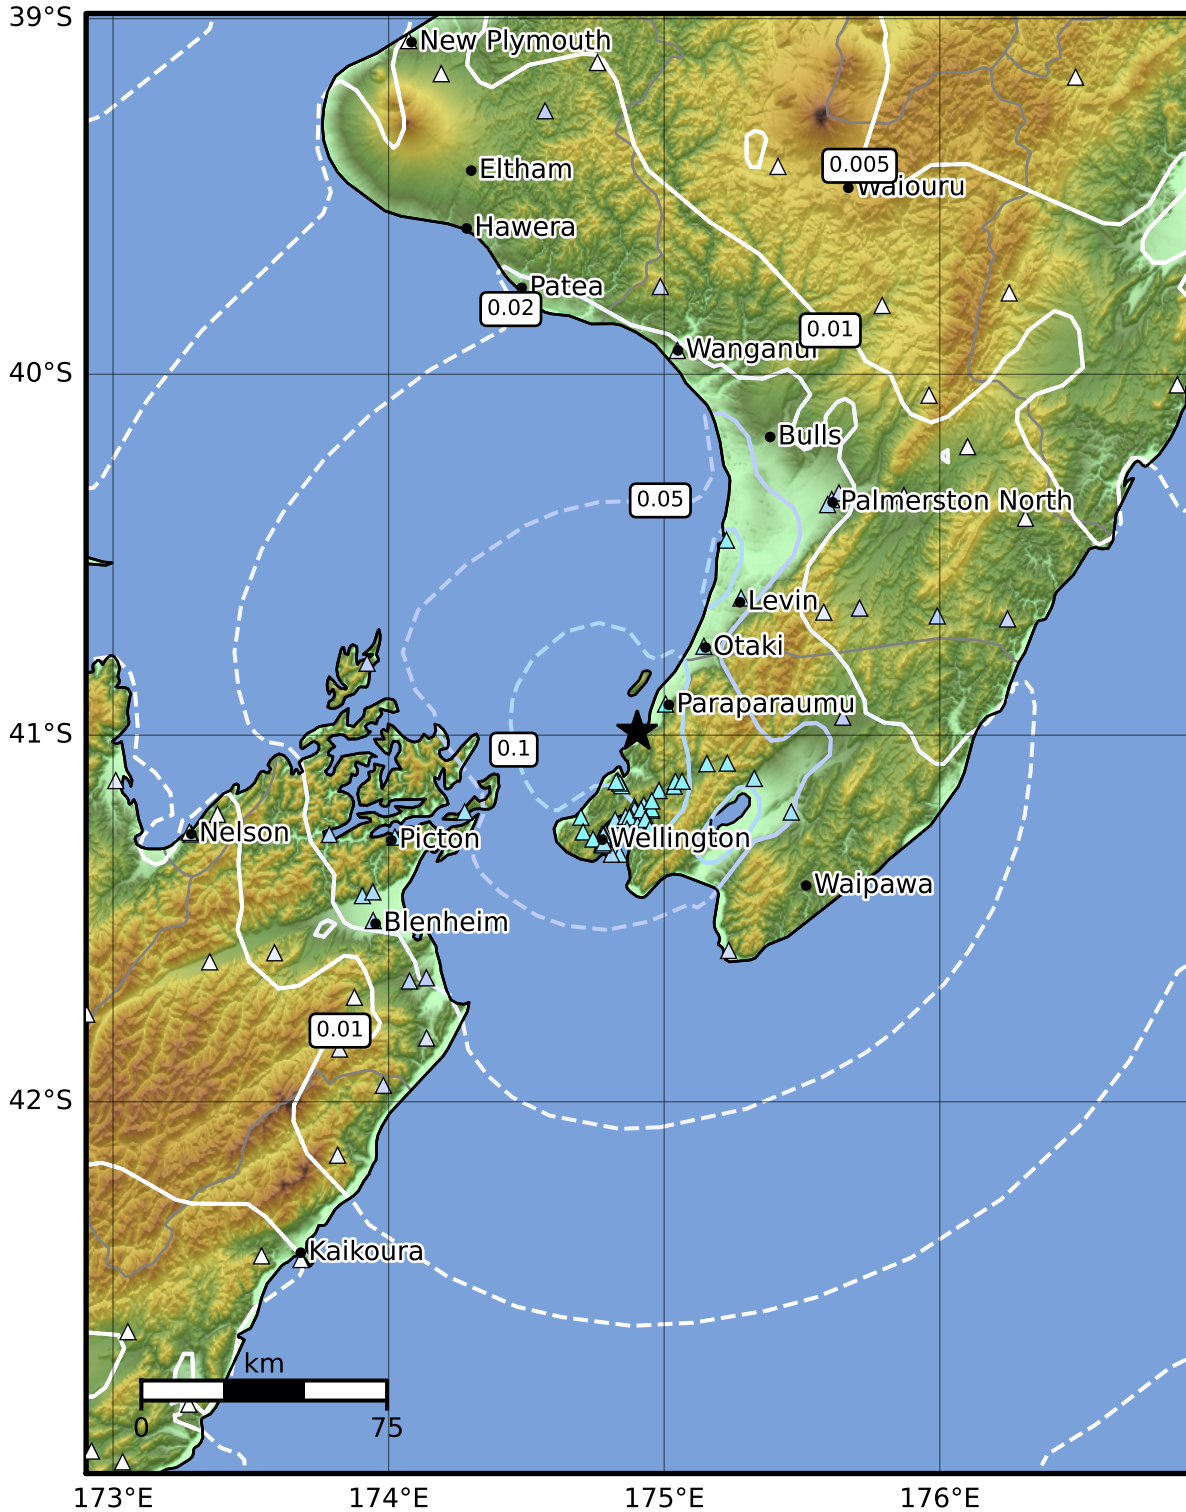 39°S
New Plymouth
0.005
Eltham
Waiouru
Hawera
Patea
0.02
0.01
Wanganui
40°S
Bulls
0.05
Palmerston North
Levin
Otaki
Paraparaumu
41°S
0.1
Nelson
Picton
Wellington
Waipawa
Blenheim
0.01
42°S
Kaikoura
km
0 75
173°E 174°E 175°E 176°E